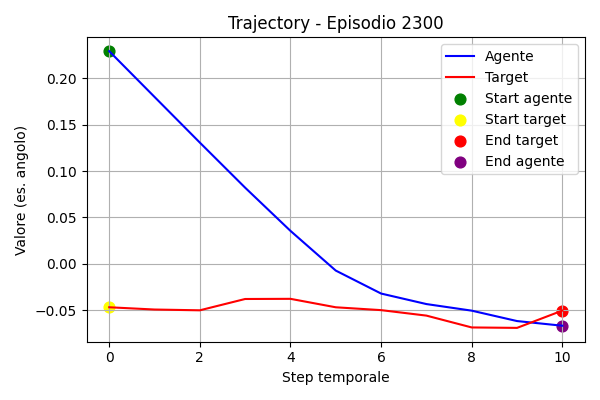 Trajectory - Episodio 2300
Valore (es. angolo)
0.20
0.15
0.10
0.05
0.00
−0.05
0 2 4 6 8 10
Step temporale
Agente
Target
Start agente
Start target
End target
End agente